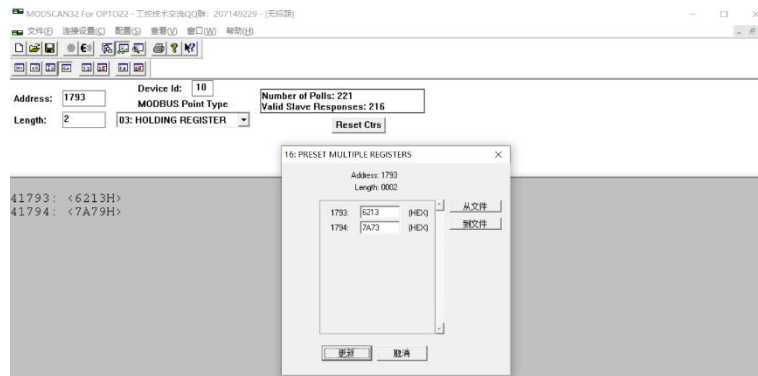 MODSCAN32 For OPTO22 - 工控技术交流QQ群: 207149229 - [无标题]
文件(F) 连接设置(C) 配置(S) 查看(V) 窗口(W) 帮助(H)
Address: 1793
Device Id: 10
MODBUS Point Type
Length: 2
03: HOLDING REGISTER
Number of Polls: 221
Valid Slave Responses: 216
Reset Ctrs
41793: <6213H>
41794: <7A79H>
16: PRESET MULTIPLE REGISTERS
Address: 1793
Length: 0002
1793: 6213 (HEX)
1794: 7A73 (HEX)
从文件
到文件
更新 取消